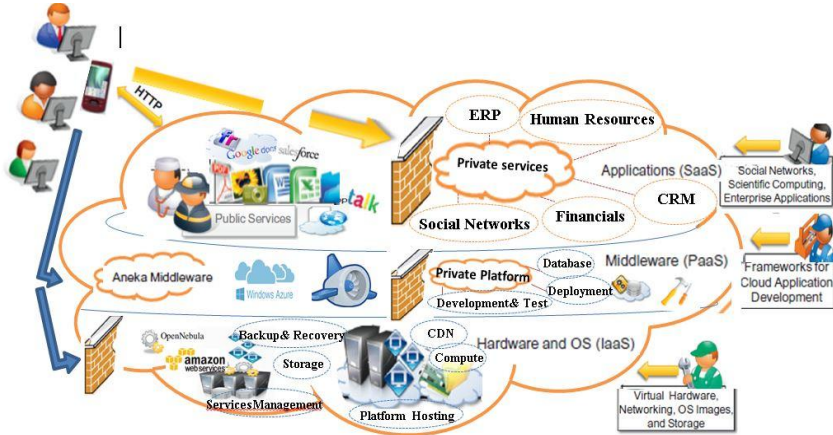 HTTP
ERP
Human Resources
Google docs
salesforce
Private services
Applications (SaaS)
Social Networks,
Scientific Computing,
Enterprise Applications
talk
Public Services
CRM
Social Networks
Financials
Middleware (PaaS)
Aneka Middleware
Windows Azure
Private Platform
Database
Deployment
Development& Test
Frameworks for
Cloud Application
Development
OpenNebula
Backup& Recovery
CDN
Hardware and OS (IaaS)
amazon
webservices
Storage
Compute
ServicesManagement
Platform Hosting
Virtual Hardware,
Networking, OS Images,
and Storage